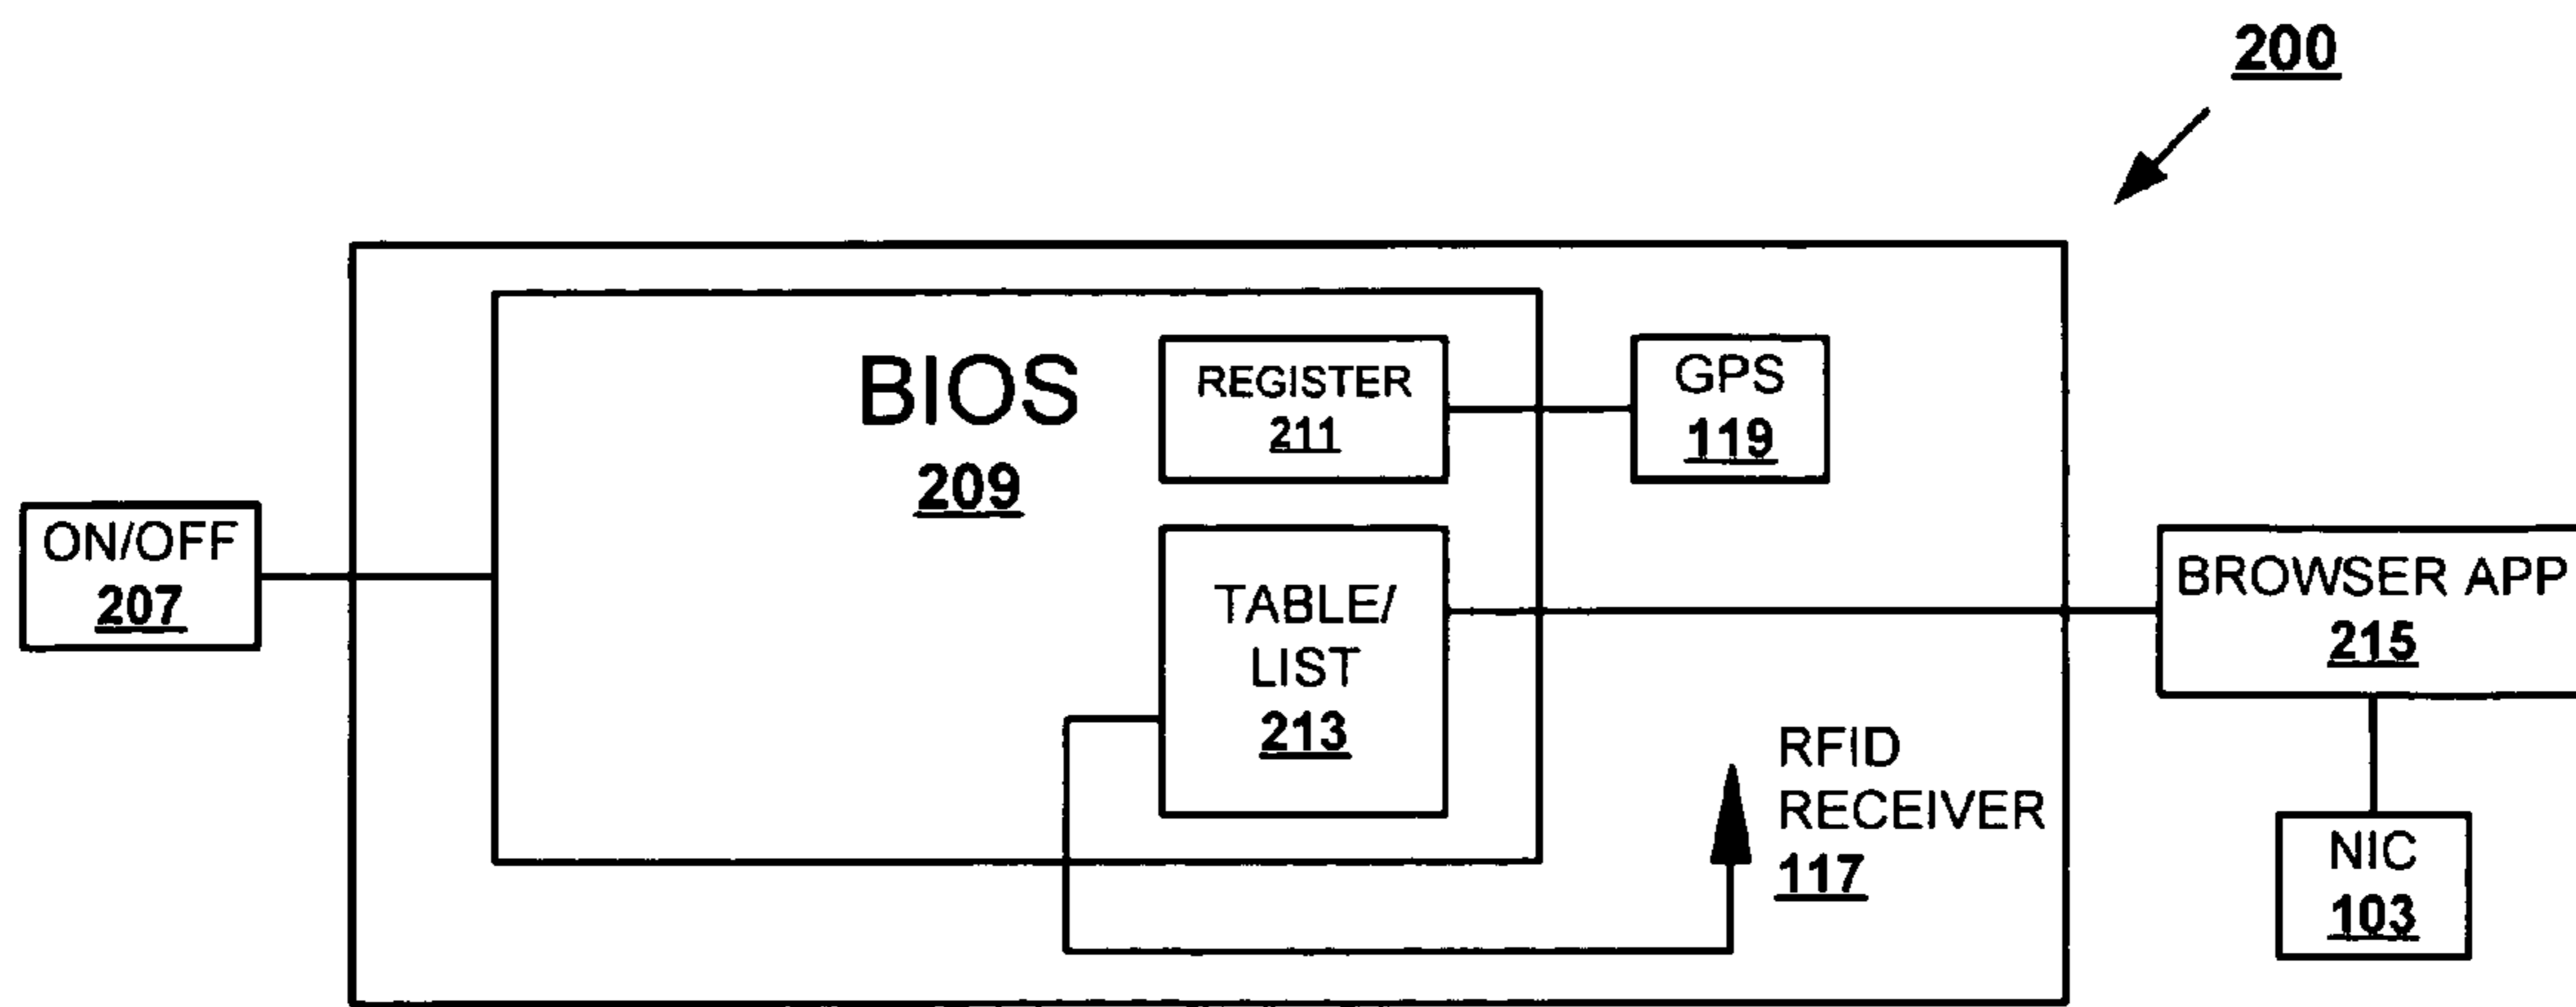 200
BIOS
209
REGISTER
211
GPS
119
ON/OFF
207
TABLE/
LIST
213
BROWSER APP
215
RFID
RECEIVER
117
NIC
103